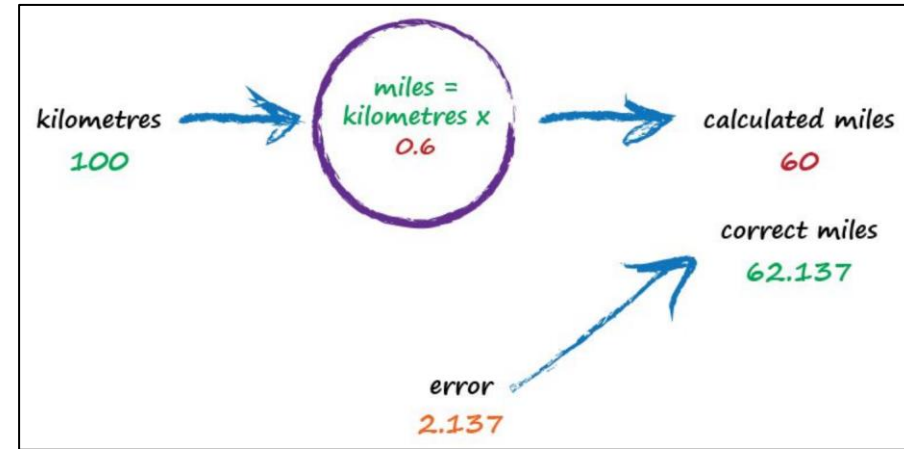 kilometres
100
miles =
kilometres x
0.6
calculated miles
60
correct miles
62.137
error
2.137